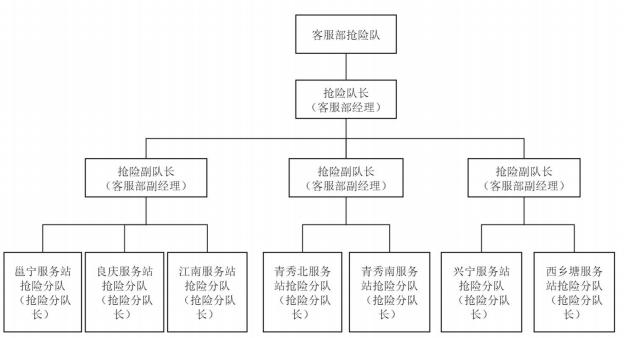 客服部抢险队
抢险队长
（客服部经理）
抢险副队长
（客服部副经理）
抢险副队长
（客服部副经理）
抢险副队长
（客服部副经理）
邕宁服务站
抢险分队
（抢险分队
长）
良庆服务站
抢险分队
（抢险分队
长）
江南服务站
抢险分队
（抢险分队
长）
青秀北服务
站抢险分队
（抢险分队
长）
青秀南服务
站抢险分队
（抢险分队
长）
兴宁服务站
抢险分队
（抢险分队
长）
西乡塘服务
站抢险分队
（抢险分队
长）